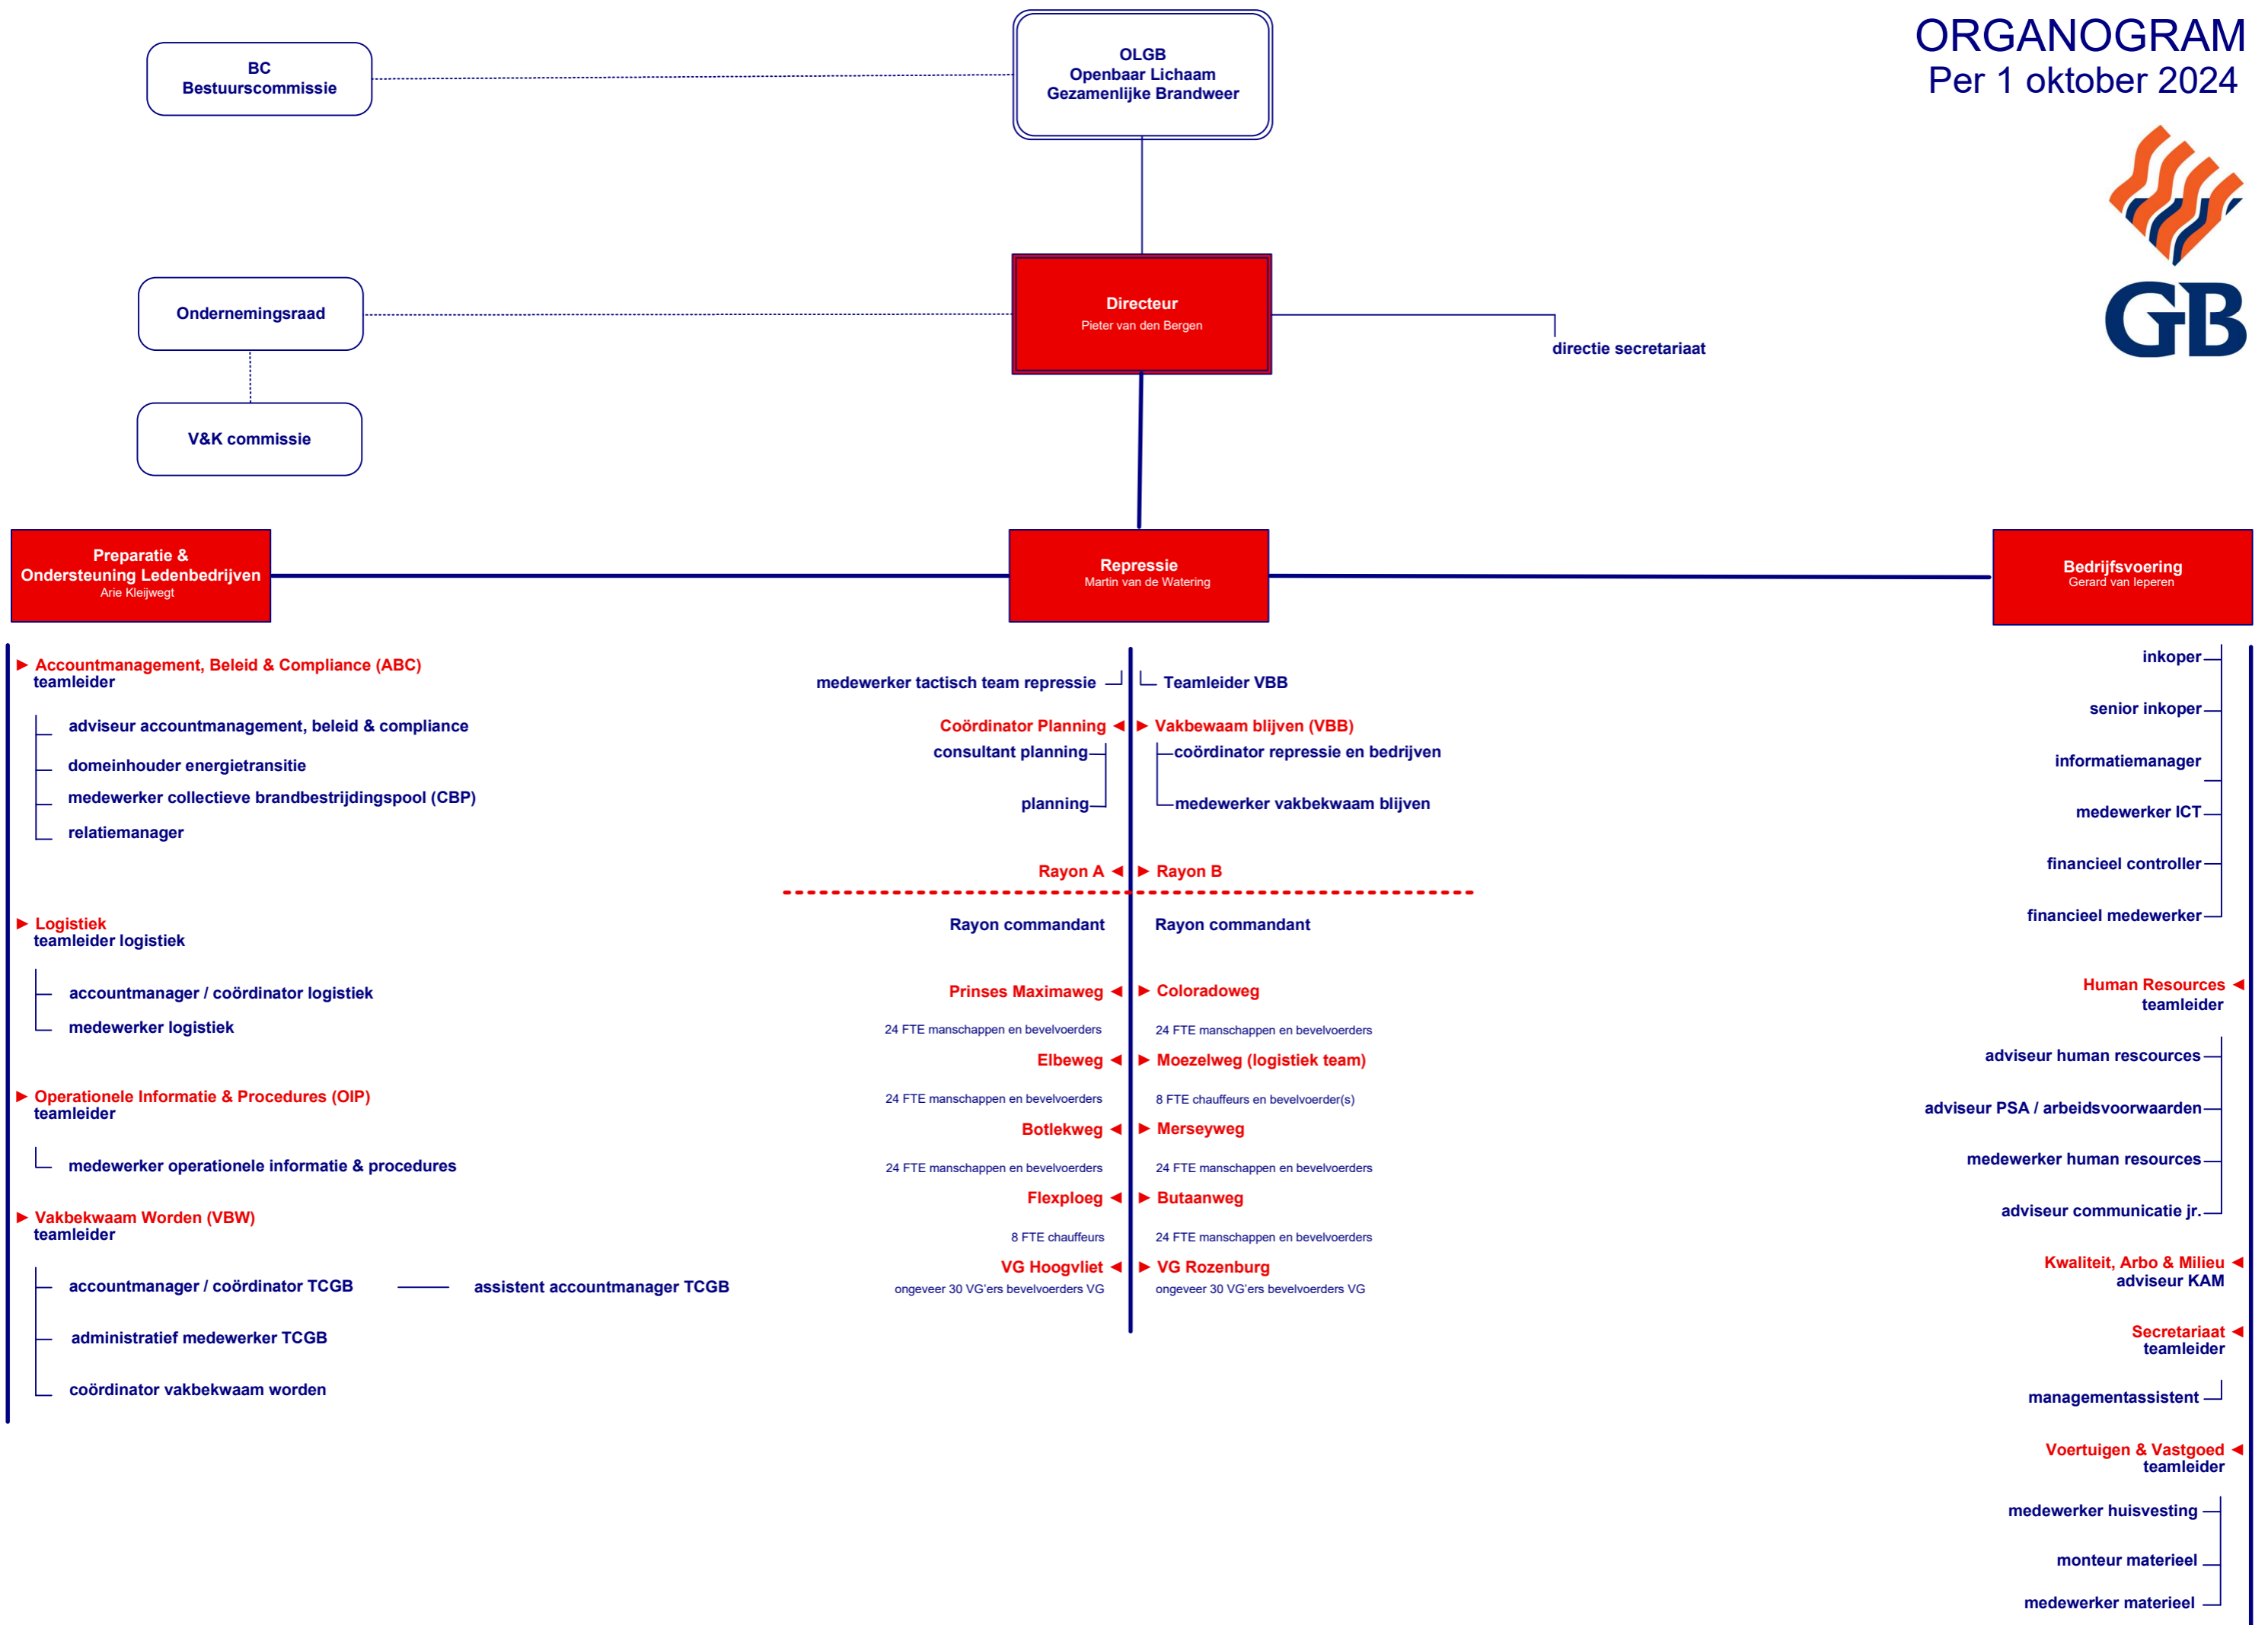 ORGANOGRAM
Per 1 oktober 2024
GB
BC
Bestuurscommissie
OLGB
Openbaar Lichaam
Gezamenlijke Brandweer
Ondernemingsraad
Directeur
Pieter van den Bergen
directie secretariaat
V&K commissie
Preparatie &
Ondersteuning Ledenbedrijven
Arie Kleijwegt
Repressie
Martin van de Watering
Bedrijfsvoering
Gerard van Ieperen
► Accountmanagement, Beleid & Compliance (ABC)
teamleider
adviseur accountmanagement, beleid & compliance
domeinhouder energietransitie
medewerker collectieve brandbestrijdingspool (CBP)
relatiemanager
► Logistiek
teamleider logistiek
accountmanager / coördinator logistiek
medewerker logistiek
► Operationele Informatie & Procedures (OIP)
teamleider
medewerker operationele informatie & procedures
► Vakbekwaam Worden (VBW)
teamleider
accountmanager / coördinator TCGB
assistent accountmanager TCGB
administratief medewerker TCGB
coördinator vakbekwaam worden
medewerker tactisch team repressie
Coördinator Planning ◄
consultant planning
planning
Rayon A ◄
Rayon commandant
Prinses Maximaweg ◄
24 FTE manschappen en bevelvoerders
Elbeweg ◄
24 FTE manschappen en bevelvoerders
Botlekweg ◄
24 FTE manschappen en bevelvoerders
Flexploeg ◄
8 FTE chauffeurs
VG Hoogvliet ◄
ongeveer 30 VG'ers bevelvoerders VG
Teamleider VBB
► Vakbewaam blijven (VBB)
coördinator repressie en bedrijven
medewerker vakbekwaam blijven
► Rayon B
Rayon commandant
► Coloradoweg
24 FTE manschappen en bevelvoerders
► Moezelweg (logistiek team)
8 FTE chauffeurs en bevelvoerder(s)
► Merseyweg
24 FTE manschappen en bevelvoerders
► Butaanweg
24 FTE manschappen en bevelvoerders
► VG Rozenburg
ongeveer 30 VG'ers bevelvoerders VG
inkoper
senior inkoper
informatiemanager
medewerker ICT
financieel controller
financieel medewerker
Human Resources ◄
teamleider
adviseur human rescources
adviseur PSA / arbeidsvoorwaarden
medewerker human resources
adviseur communicatie jr.
Kwaliteit, Arbo & Milieu ◄
adviseur KAM
Secretariaat ◄
teamleider
managementassistent
Voertuigen & Vastgoed ◄
teamleider
medewerker huisvesting
monteur materieel
medewerker materieel